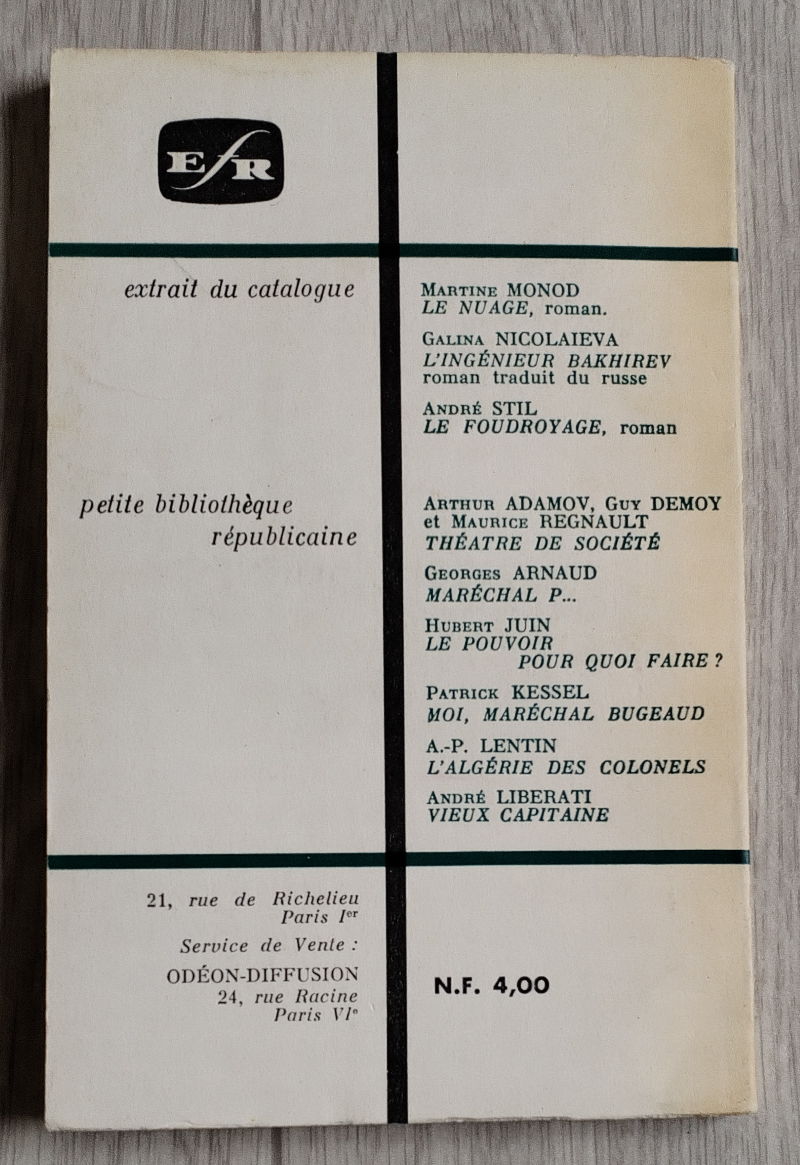 EfR
extrait du catalogue
Martine MONOD
LE NUAGE, roman.
Galina NICOLAIEVA
L'INGÉNIEUR BAKHIREV
roman traduit du russe
André STIL
LE FOUDROYAGE, roman
petite bibliothèque
républicaine
Arthur ADAMOV, Guy DEMOY
et Maurice REGNAULT
THÉATRE DE SOCIÉTÉ
Georges ARNAUD
MARÉCHAL P...
Hubert JUIN
LE POUVOIR
POUR QUOI FAIRE ?
Patrick KESSEL
MOI, MARÉCHAL BUGEAUD
A.-P. LENTIN
L'ALGÉRIE DES COLONELS
André LIBERATI
VIEUX CAPITAINE
21, rue de Richelieu
Paris Ier
Service de Vente :
ODÉON-DIFFUSION
24, rue Racine
Paris VIe
N.F. 4,00